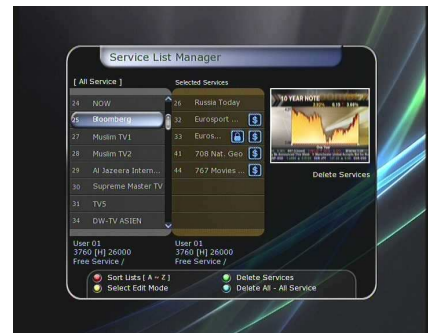 Service List Manager
[ All Service ]
Selected Services
24 NOW
25 Bloomberg
27 Muslim TV1
28 Muslim TV2
29 Al Jazeera Intern...
30 Supreme Master TV
31 TV5
34 DW-TV ASIEN
26 Russia Today
32 Eurosport ... $
33 Euros... $
41 708 Nat. Geo $
44 767 Movies ... $
10 YEAR NOTE
Delete Services
User 01
3760 [H] 26000
Free Service /
User 01
3760 [H] 26000
Free Service /
Sort Lists [ A ↔ Z ]
Delete Services
Select Edit Mode
Delete All - All Service